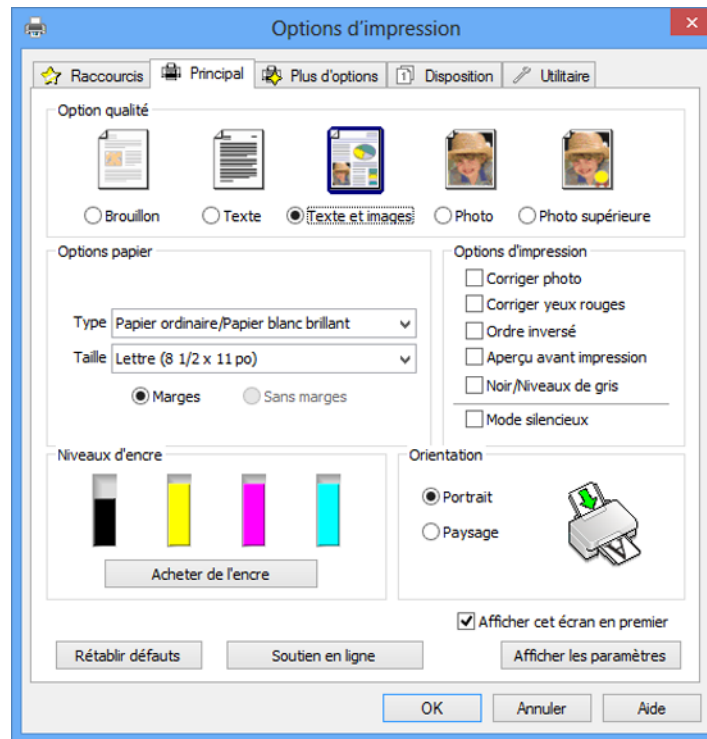 Options d'impression
Raccourcis Principal Plus d'options 1 Disposition Utilitaire
Option qualité
Brouillon Texte Texte et images Photo Photo supérieure
Options papier
Type Papier ordinaire/Papier blanc brillant
Taille Lettre (8 1/2 x 11 po)
Marges Sans marges
Options d'impression
Corriger photo
Corriger yeux rouges
Ordre inversé
Aperçu avant impression
Noir/Niveaux de gris
Mode silencieux
Niveaux d'encre
Acheter de l'encre
Orientation
Portrait
Paysage
Afficher cet écran en premier
Rétablir défauts Soutien en ligne Afficher les paramètres
OK Annuler Aide